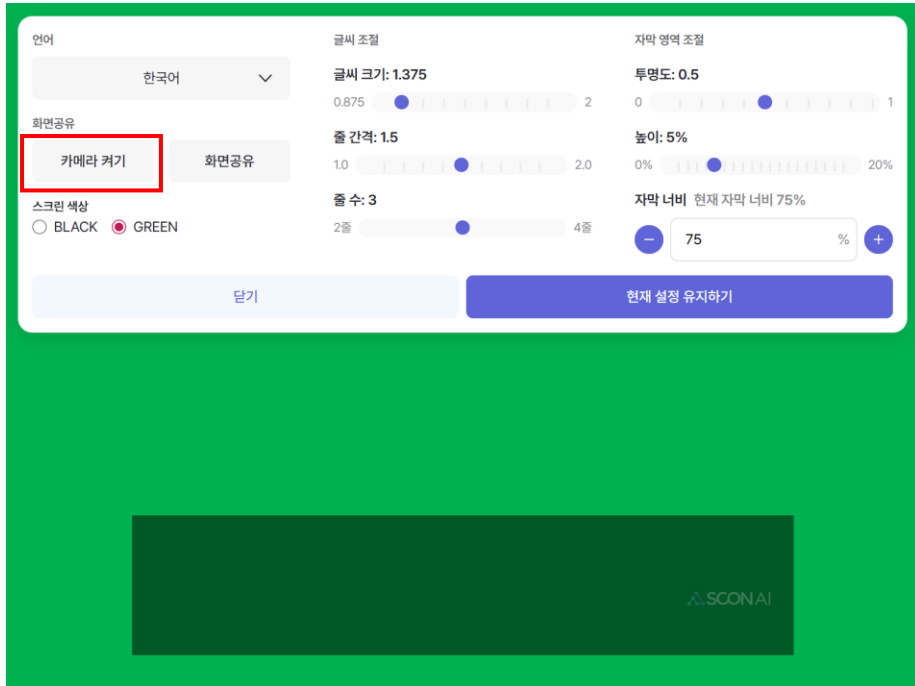 언어
한국어
화면공유
카메라 켜기
화면공유
스크린 색상
BLACK
GREEN
글씨 조절
글씨 크기: 1.375
0.875
2
줄 간격: 1.5
1.0
2.0
줄 수: 3
2줄
4줄
자막 영역 조절
투명도: 0.5
0
1
높이: 5%
0%
20%
자막 너비 현재 자막 너비 75%
−
75
%
+
닫기
현재 설정 유지하기
SCONAI